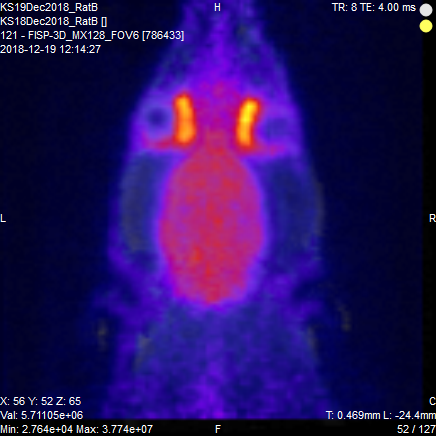 KS19Dec2018_RatB
H
TR: 8 TE: 4.00 ms
KS18Dec2018_RatB []
121 - FISP-3D_MX128_FOV6 [786433]
2018-12-19 12:14:27
L
R
X: 56 Y: 52 Z: 65
C
Val: 5.71105e+06
T: 0.469mm L: -24.4mm
Min: 2.764e+04 Max: 3.774e+07
F
52 / 127